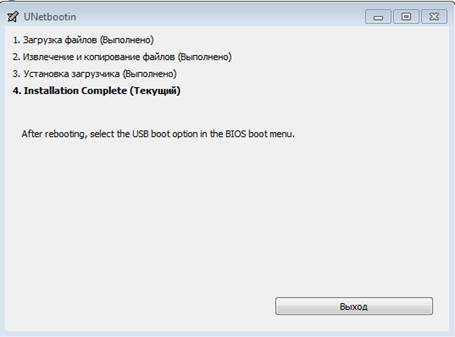 UNetbootin
1. Загрузка файлов (Выполнено)
2. Извлечение и копирование файлов (Выполнено)
3. Установка загрузчика (Выполнено)
4. Installation Complete (Текущий)
After rebooting, select the USB boot option in the BIOS boot menu.
Выход